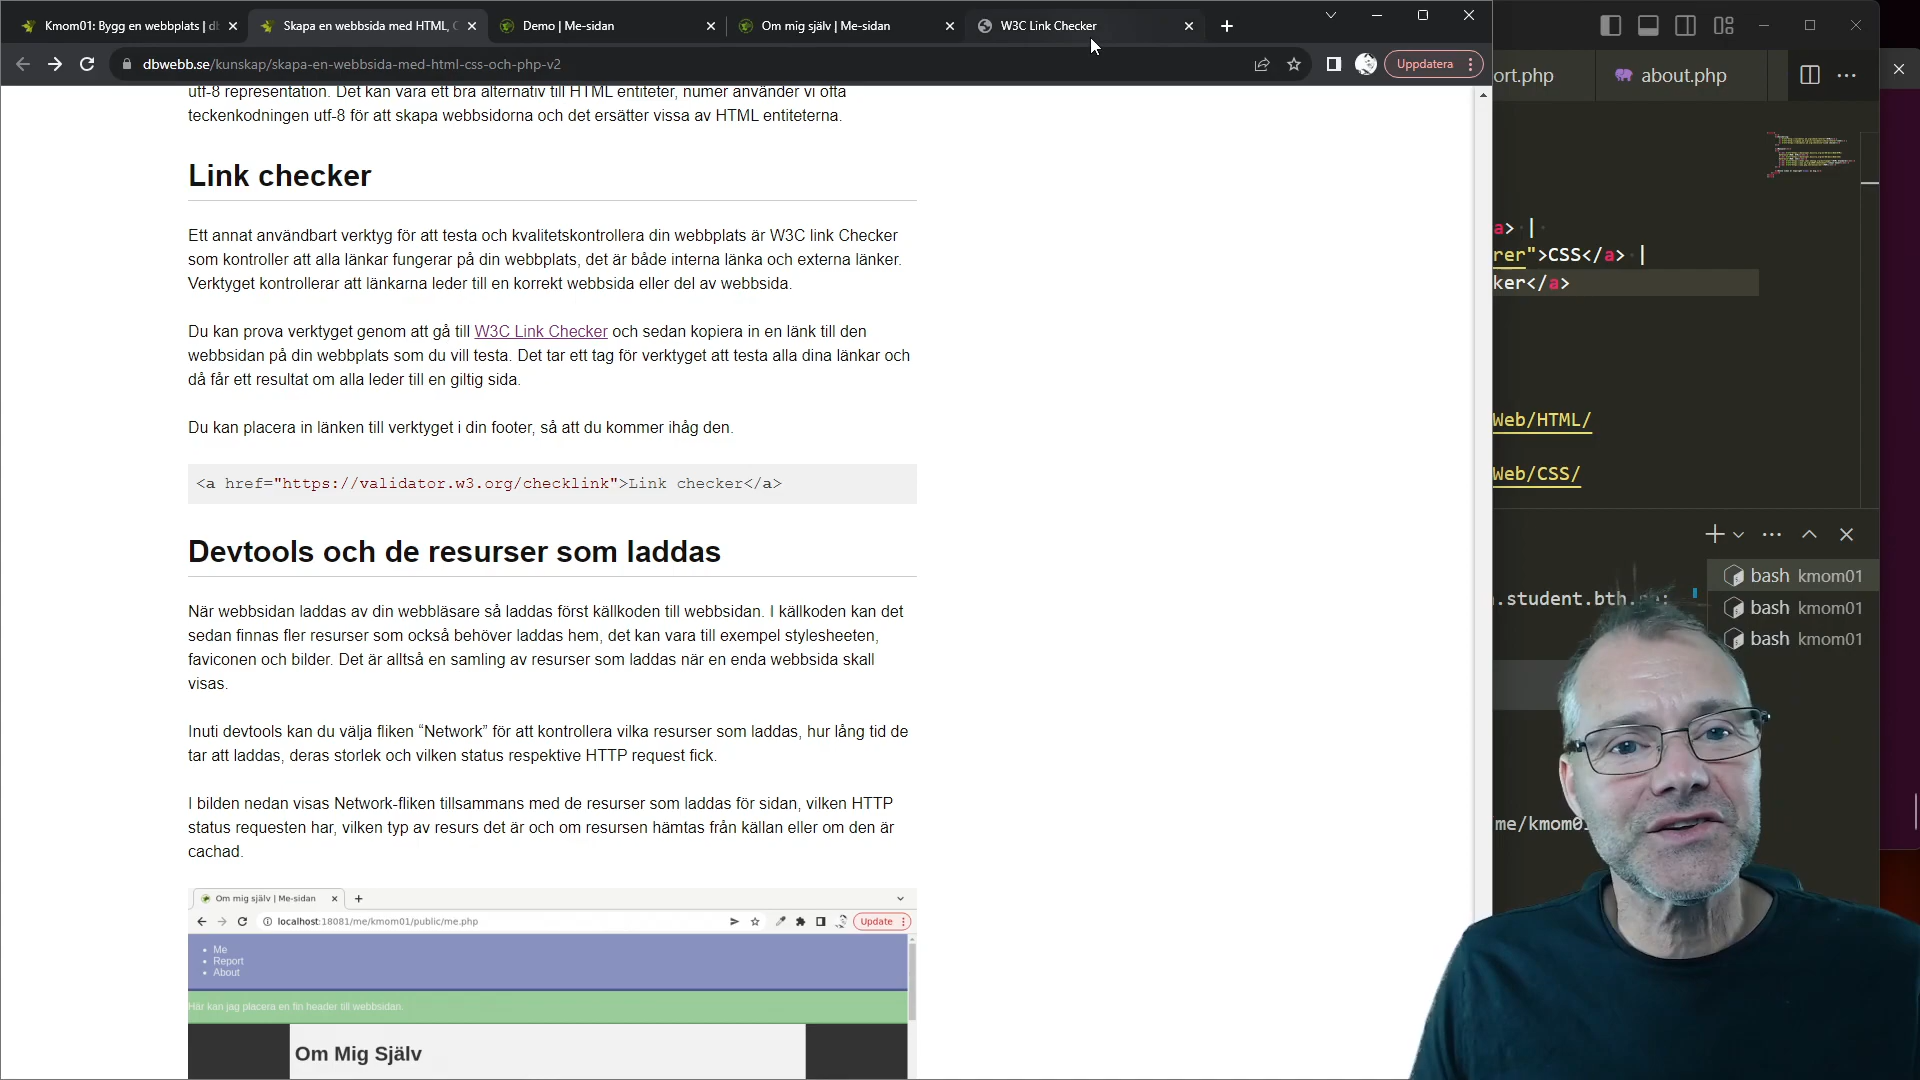 Kmom01: Bygg en webbplats | d
Skapa en webbsida med HTML, C
Demo | Me-sidan
Om mig själv | Me-sidan
W3C Link Checker
dbwebb.se/kunskap/skapa-en-webbsida-med-html-css-och-php-v2
Uppdatera
ort.php
about.php
utf-8 representation. Det kan vara ett bra alternativ till HTML entiteter, numer använder vi ofta
teckenkodningen utf-8 för att skapa webbsidorna och det ersätter vissa av HTML entiteterna.
Link checker
Ett annat användbart verktyg för att testa och kvalitetskontrollera din webbplats är W3C link Checker
som kontroller att alla länkar fungerar på din webbplats, det är både interna länka och externa länker.
Verktyget kontrollerar att länkarna leder till en korrekt webbsida eller del av webbsida.
Du kan prova verktyget genom att gå till W3C Link Checker och sedan kopiera in en länk till den
webbsidan på din webbplats som du vill testa. Det tar ett tag för verktyget att testa alla dina länkar och
då får ett resultat om alla leder till en giltig sida.
Du kan placera in länken till verktyget i din footer, så att du kommer ihåg den.
<a href="https://validator.w3.org/checklink">Link checker</a>
Devtools och de resurser som laddas
När webbsidan laddas av din webbläsare så laddas först källkoden till webbsidan. I källkoden kan det
sedan finnas fler resurser som också behöver laddas hem, det kan vara till exempel stylesheeten,
faviconen och bilder. Det är alltså en samling av resurser som laddas när en enda webbsida skall
visas.
Inuti devtools kan du välja fliken “Network” för att kontrollera vilka resurser som laddas, hur lång tid de
tar att laddas, deras storlek och vilken status respektive HTTP request fick.
I bilden nedan visas Network-fliken tillsammans med de resurser som laddas för sidan, vilken HTTP
status requesten har, vilken typ av resurs det är och om resursen hämtas från källan eller om den är
cachad.
Om mig själv | Me-sidan
localhost:18081/me/kmom01/public/me.php
Update
Me
Report
About
Här kan jag placera en fin header till webbsidan.
Om Mig Själv
a> |
rer">CSS</a> |
ker</a>
Web/HTML/
Web/CSS/
bash kmom01
bash kmom01
bash kmom01
.student.bth.
me/kmom0